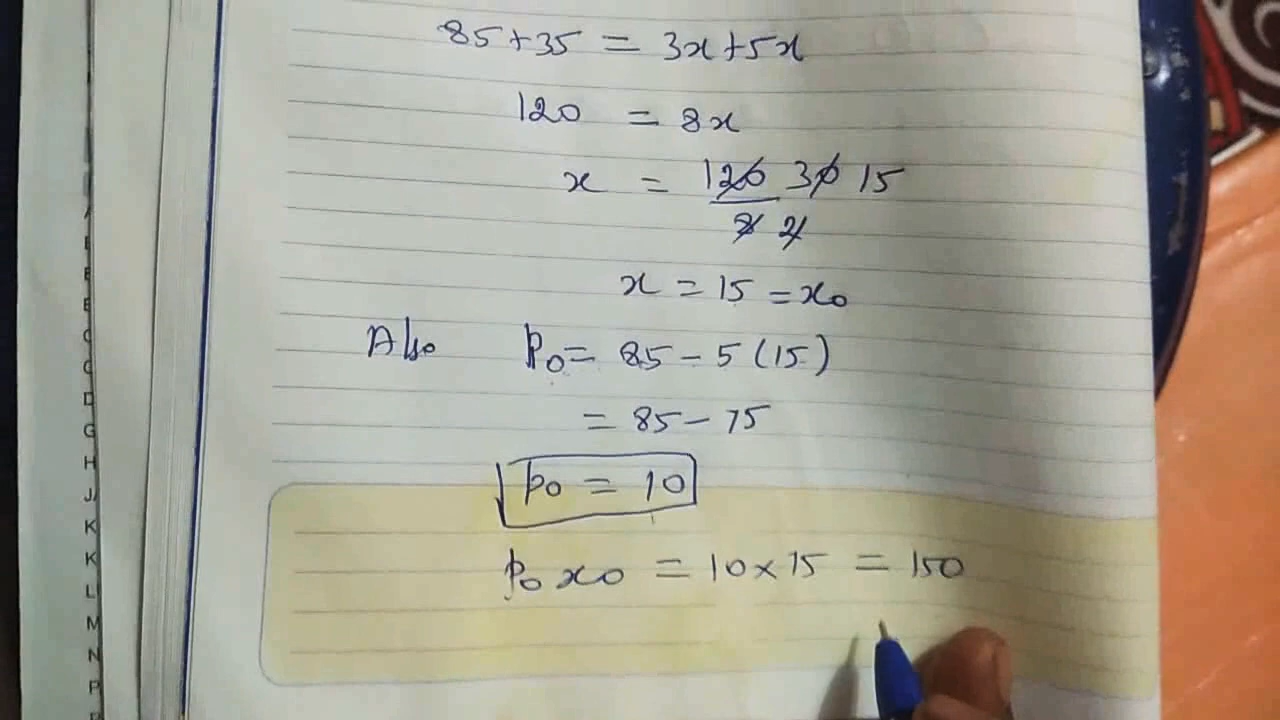 85+35 = 3x+5x
120 = 8x
x = 120 30 15
8 2
x = 15 = x0
Also p0 = 85 - 5 (15)
= 85 - 75
p0 = 10
p0 x0 = 10 × 15 = 150